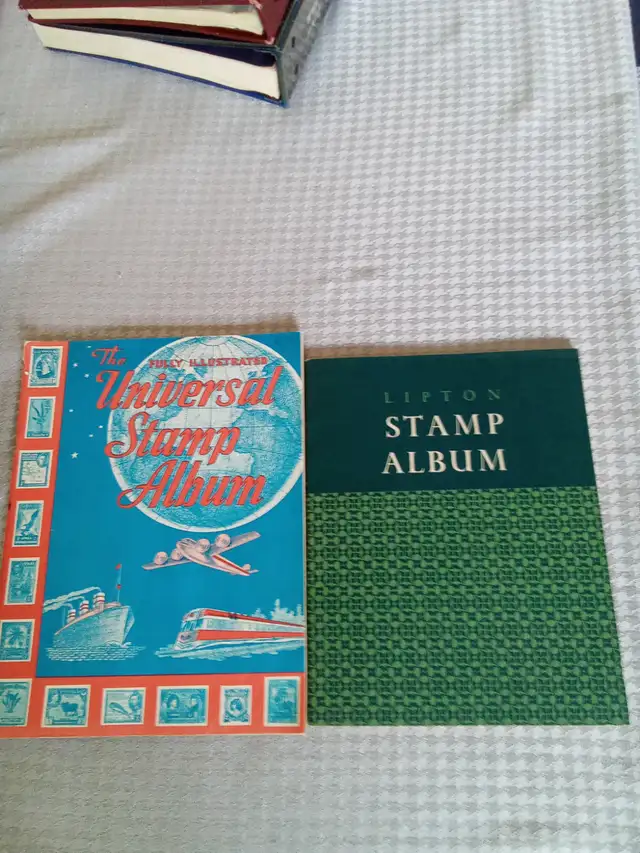 The FULLY ILLUSTRATED
Universal
Stamp
Album
LIPTON
STAMP
ALBUM